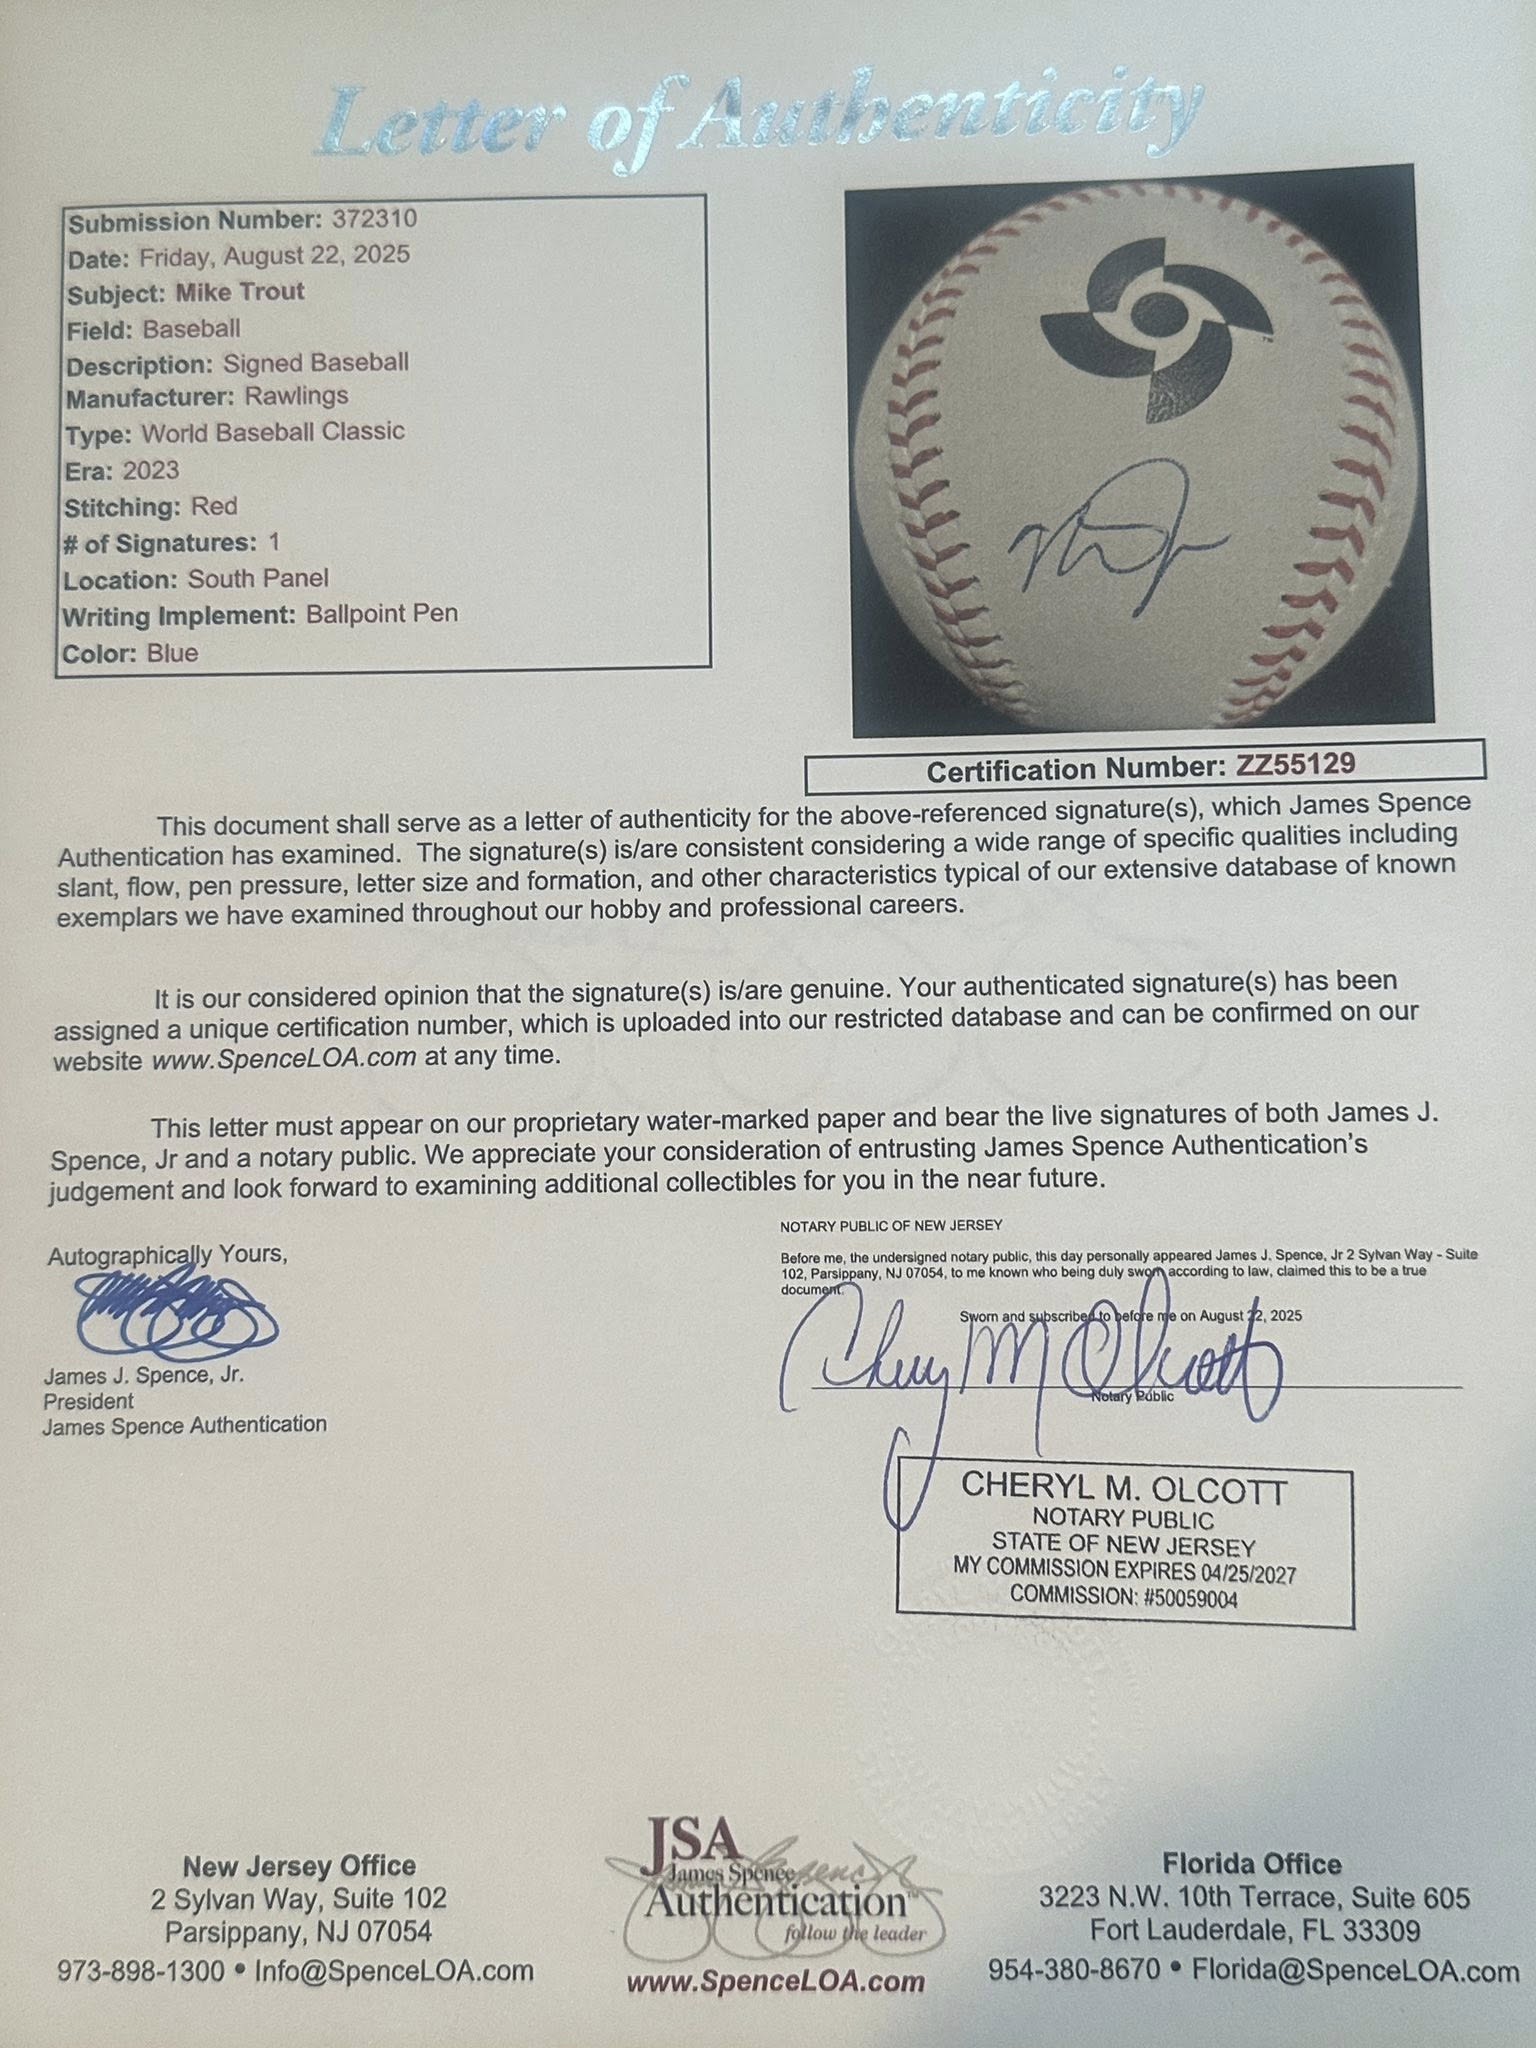 Letter of Authenticity
Submission Number: 372310
Date: Friday, August 22, 2025
Subject: Mike Trout
Field: Baseball
Description: Signed Baseball
Manufacturer: Rawlings
Type: World Baseball Classic
Era: 2023
Stitching: Red
# of Signatures: 1
Location: South Panel
Writing Implement: Ballpoint Pen
Color: Blue
TM
Certification Number: ZZ55129
This document shall serve as a letter of authenticity for the above-referenced signature(s), which James Spence
Authentication has examined. The signature(s) is/are consistent considering a wide range of specific qualities including
slant, flow, pen pressure, letter size and formation, and other characteristics typical of our extensive database of known
exemplars we have examined throughout our hobby and professional careers.
It is our considered opinion that the signature(s) is/are genuine. Your authenticated signature(s) has been
assigned a unique certification number, which is uploaded into our restricted database and can be confirmed on our
website www.SpenceLOA.com at any time.
This letter must appear on our proprietary water-marked paper and bear the live signatures of both James J.
Spence, Jr and a notary public. We appreciate your consideration of entrusting James Spence Authentication's
judgement and look forward to examining additional collectibles for you in the near future.
Autographically Yours,
James J. Spence, Jr.
President
James Spence Authentication
NOTARY PUBLIC OF NEW JERSEY
Before me, the undersigned notary public, this day personally appeared James J. Spence, Jr 2 Sylvan Way - Suite
102, Parsippany, NJ 07054, to me known who being duly sworn according to law, claimed this to be a true
document.
Sworn and subscribed to before me on August 22, 2025
Cheryl M Olcott
Notary Public
CHERYL M. OLCOTT
NOTARY PUBLIC
STATE OF NEW JERSEY
MY COMMISSION EXPIRES 04/25/2027
COMMISSION: #50059004
New Jersey Office
2 Sylvan Way, Suite 102
Parsippany, NJ 07054
973-898-1300 • Info@SpenceLOA.com
JSA
James Spence
Authentication™
follow the leader
www.SpenceLOA.com
Florida Office
3223 N.W. 10th Terrace, Suite 605
Fort Lauderdale, FL 33309
954-380-8670 • Florida@SpenceLOA.com